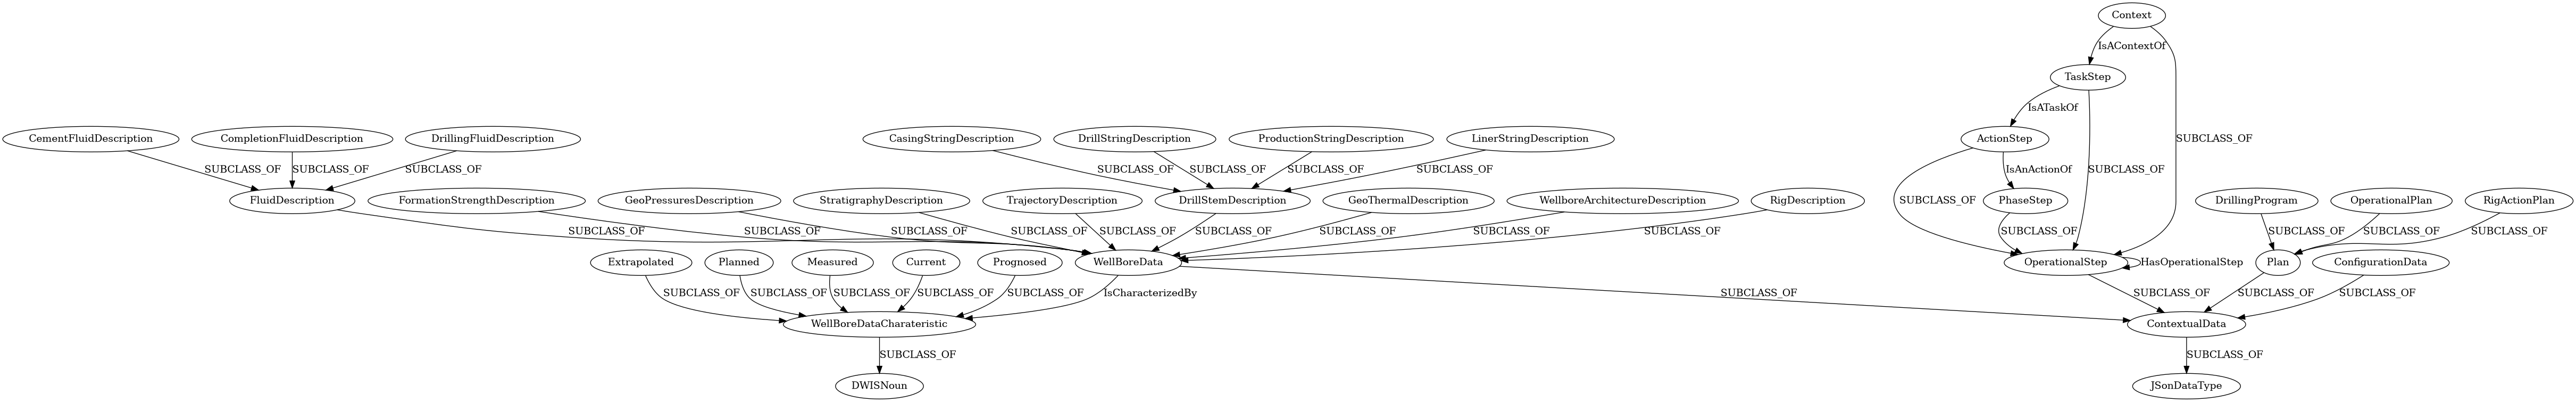 Context
IsAContextOf
TaskStep
IsATaskOf
CementFluidDescription
CompletionFluidDescription
DrillingFluidDescription
CasingStringDescription
DrillStringDescription
ProductionStringDescription
LinerStringDescription
ActionStep
SUBCLASS_OF
SUBCLASS_OF
SUBCLASS_OF
SUBCLASS_OF
SUBCLASS_OF
SUBCLASS_OF
SUBCLASS_OF
SUBCLASS_OF
IsAnActionOf
SUBCLASS_OF
FluidDescription
FormationStrengthDescription
GeoPressuresDescription
StratigraphyDescription
TrajectoryDescription
DrillStemDescription
GeoThermalDescription
WellboreArchitectureDescription
RigDescription
SUBCLASS_OF
PhaseStep
DrillingProgram
OperationalPlan
RigActionPlan
SUBCLASS_OF
SUBCLASS_OF
SUBCLASS_OF
SUBCLASS_OF
SUBCLASS_OF
SUBCLASS_OF
SUBCLASS_OF
SUBCLASS_OF
SUBCLASS_OF
SUBCLASS_OF
SUBCLASS_OF
SUBCLASS_OF
SUBCLASS_OF
Extrapolated
Planned
Measured
Current
Prognosed
WellBoreData
OperationalStep
HasOperationalStep
Plan
ConfigurationData
SUBCLASS_OF
SUBCLASS_OF
SUBCLASS_OF
SUBCLASS_OF
SUBCLASS_OF
IsCharacterizedBy
SUBCLASS_OF
SUBCLASS_OF
SUBCLASS_OF
SUBCLASS_OF
WellBoreDataCharateristic
ContextualData
SUBCLASS_OF
SUBCLASS_OF
DWISNoun
JSonDataType